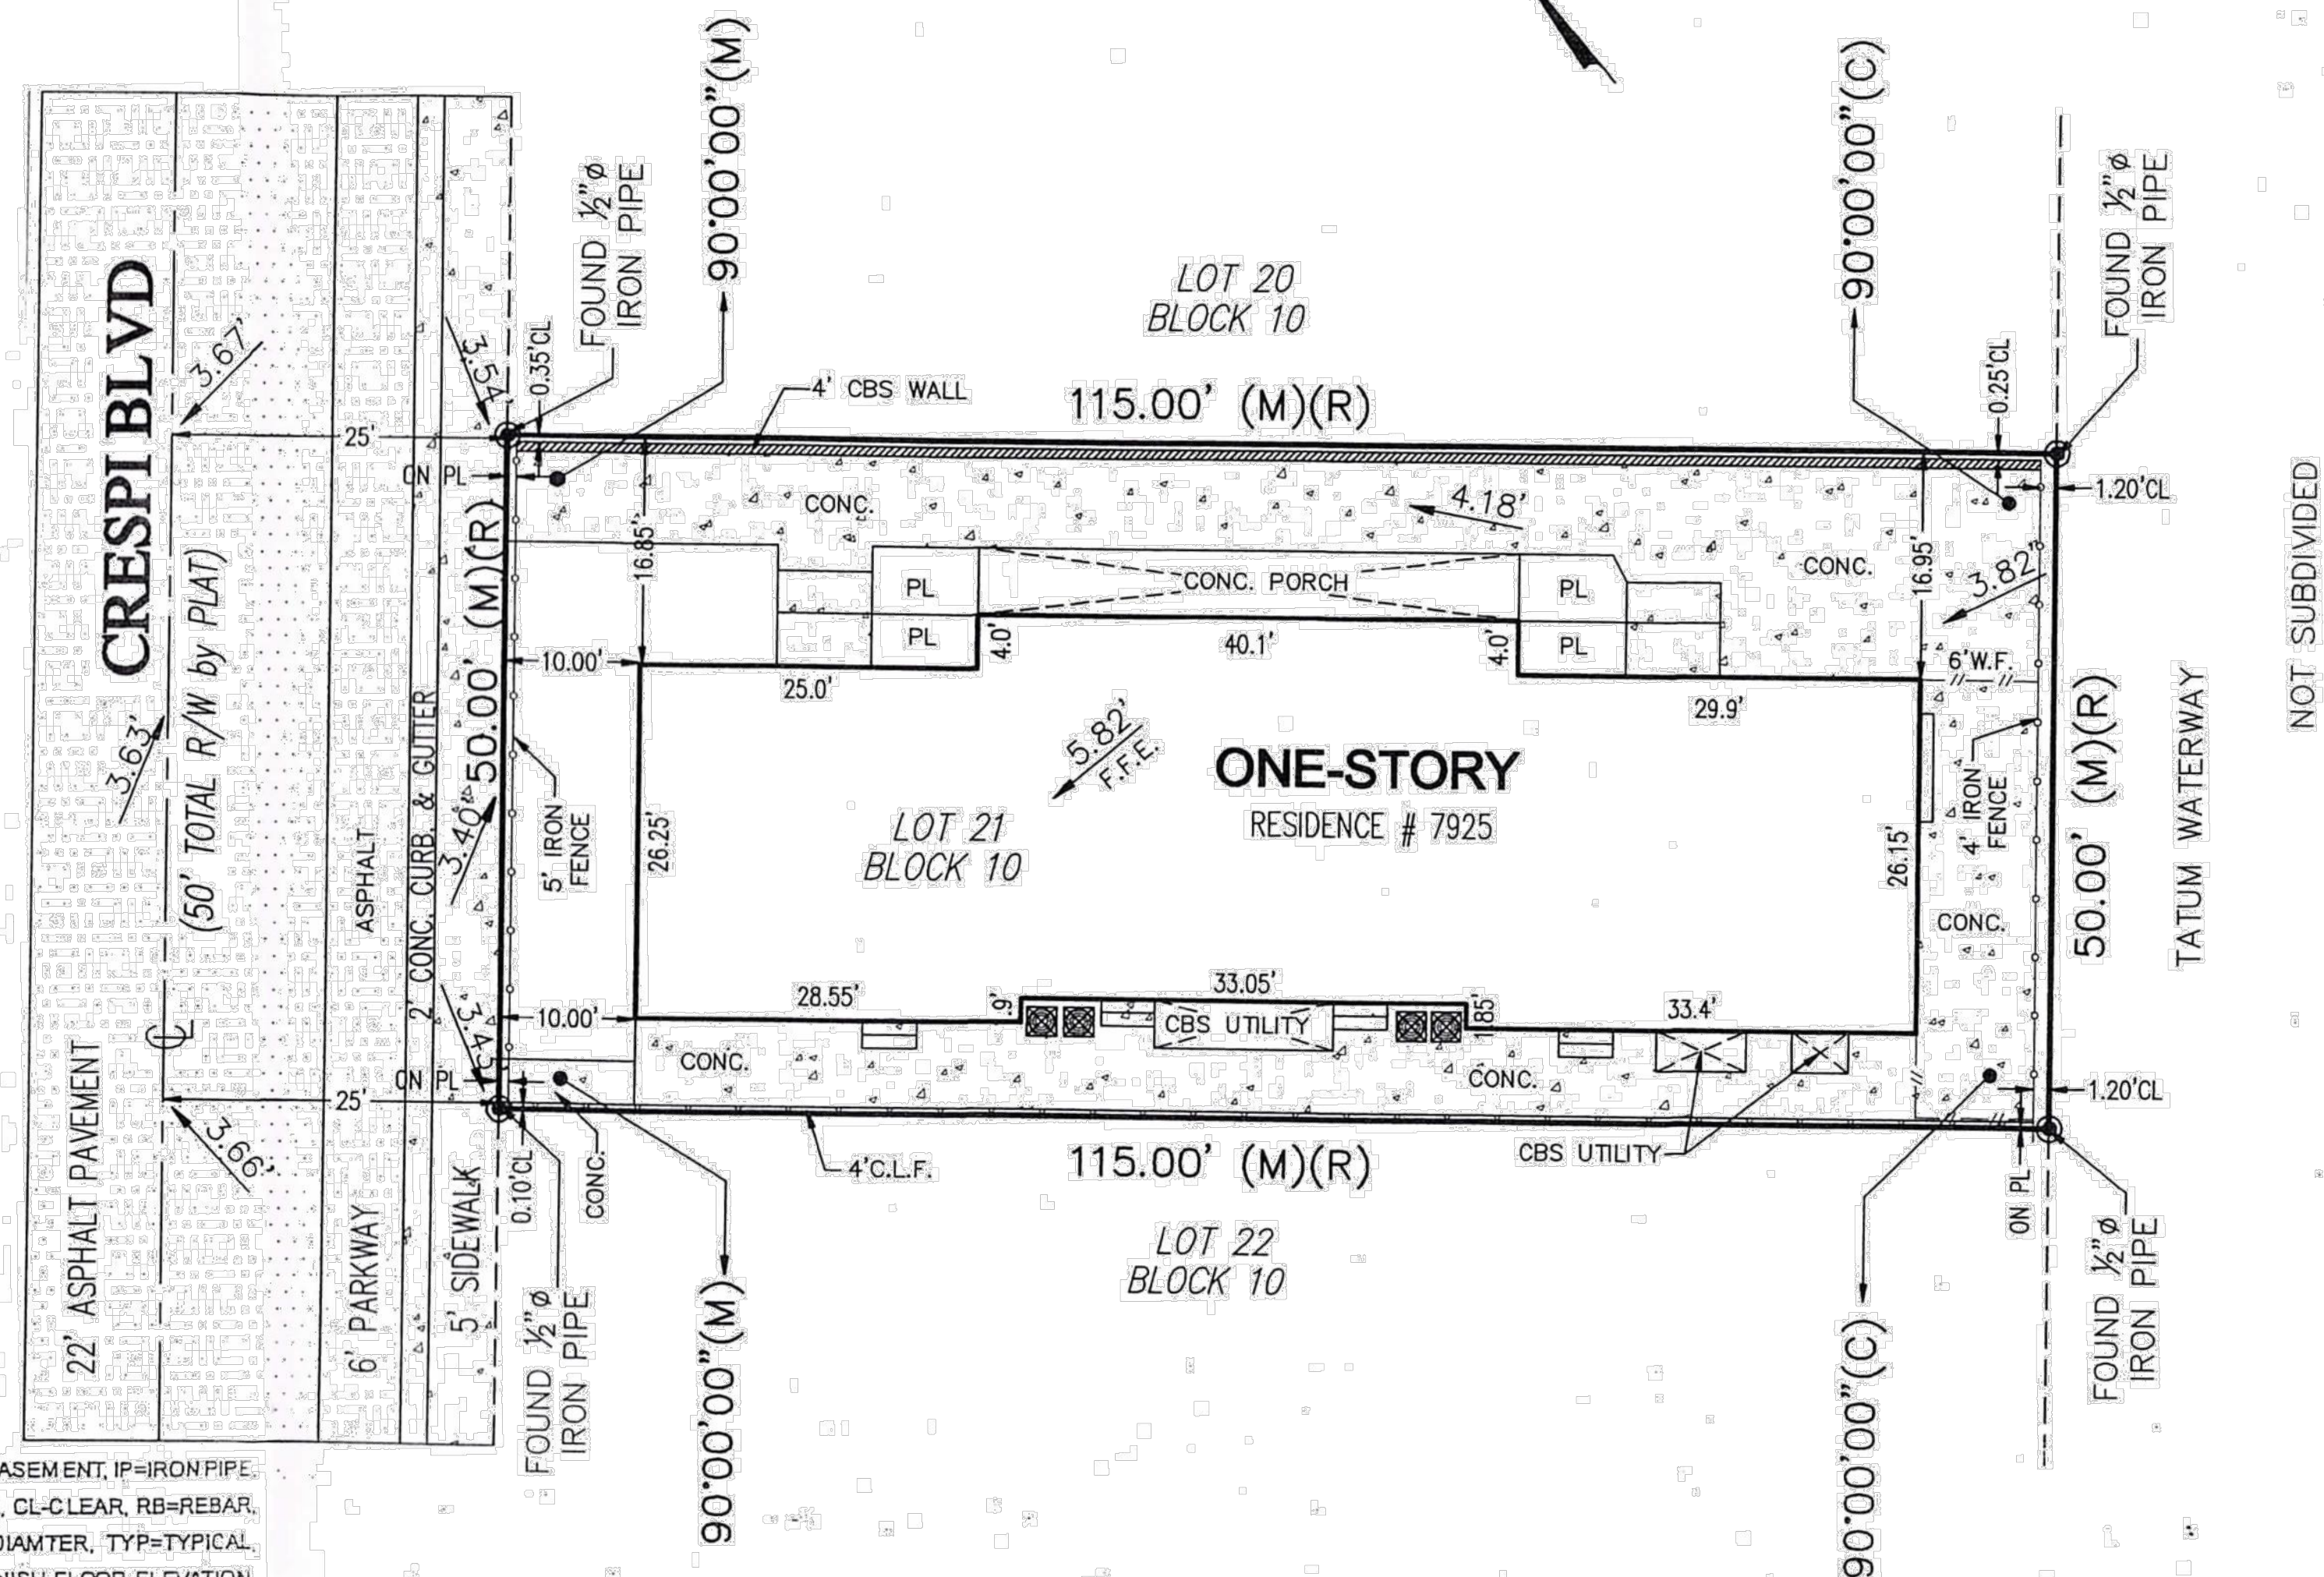 CRESPI BLVD
(50' TOTAL R/W by PLAT)
22' ASPHALT PAVEMENT
ASPHALT
6' PARKWAY
2' CONC. CURB. & GUTTER
5' SIDEWALK
3.67'
3.63'
3.66'
3.54'
3.40'
3.43'
25'
25'
ON PL
ON PL
50.00' (M)(R)
0.35'CL
FOUND ½"ø
IRON PIPE
90°00'00"(M)
4' CBS WALL
115.00' (M)(R)
LOT 20
BLOCK 10
90°00'00"(C)
0.25'CL
FOUND ½"ø
IRON PIPE
1.20'CL
CONC.
4.18'
CONC.
3.82'
16.85'
16.95'
PL
PL
CONC. PORCH
PL
PL
10.00'
25.0'
4.0'
40.1'
4.0'
29.9'
6'W.F.
5.82'
F.F.E.
ONE-STORY
RESIDENCE # 7925
LOT 21
BLOCK 10
5' IRON
FENCE
26.25'
26.15'
4' IRON
FENCE
CONC.
50.00' (M)(R)
TATUM WATERWAY
NOT SUBDIVIDED
10.00'
28.55'
33.05'
33.4'
CBS UTILITY
CONC.
CONC.
1.20'CL
CBS UTILITY
0.10'CL
CONC.
4'C.L.F.
115.00' (M)(R)
ON PL
FOUND ½"ø
IRON PIPE
90°00'00"(M)
LOT 22
BLOCK 10
90°00'00"(C)
FOUND ½"ø
IRON PIPE
IP=IRON PIPE,
CL-CLEAR, RB=REBAR,
TYP=TYPICAL,
FLOOR ELEVATION